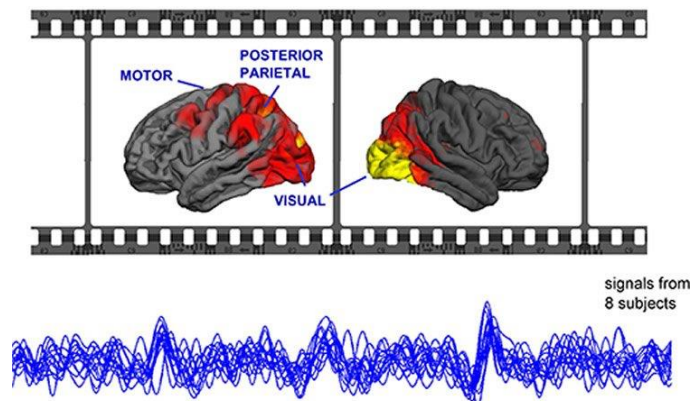 POSTERIOR
PARIETAL
MOTOR
VISUAL
signals from
8 subjects